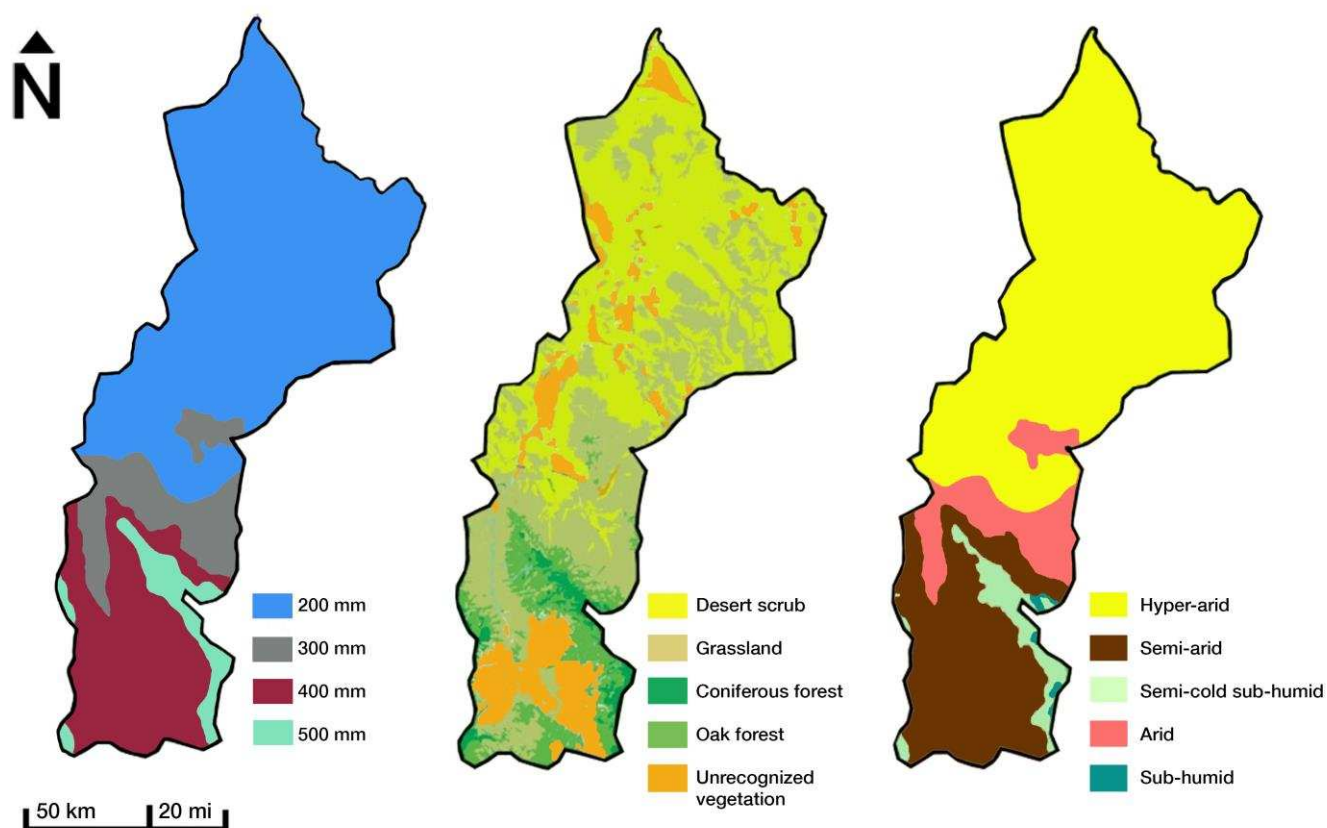 N
200 mm
300 mm
400 mm
500 mm
50 km
20 mi
Desert scrub
Grassland
Coniferous forest
Oak forest
Unrecognized
vegetation
Hyper-arid
Semi-arid
Semi-cold sub-humid
Arid
Sub-humid